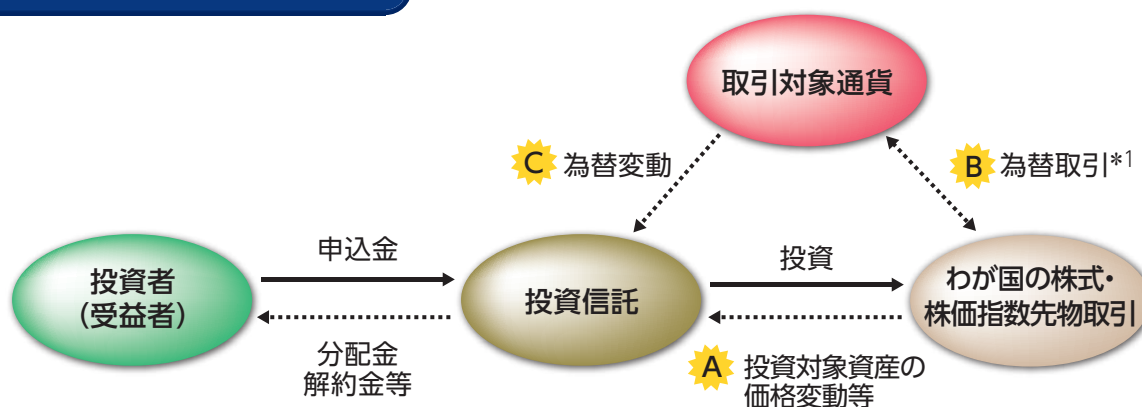 取引対象通貨
C 為替変動
B 為替取引*1
投資者
(受益者)
申込金
投資信託
投資
わが国の株式・
株価指数先物取引
分配金
解約金等
A 投資対象資産の
価格変動等